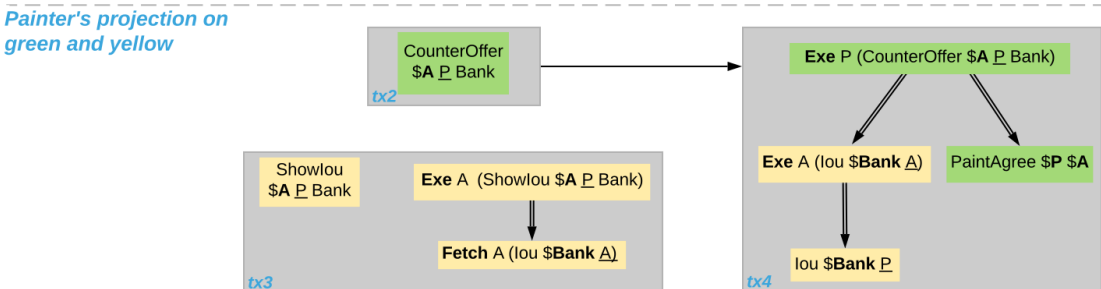 Painter's projection on
green and yellow
CounterOffer
$A P Bank
tx2
Exe P (CounterOffer $A P Bank)
Exe A (Iou $Bank A)
PaintAgree $P $A
Iou $Bank P
tx4
ShowIou
$A P Bank
Exe A (ShowIou $A P Bank)
Fetch A (Iou $Bank A)
tx3